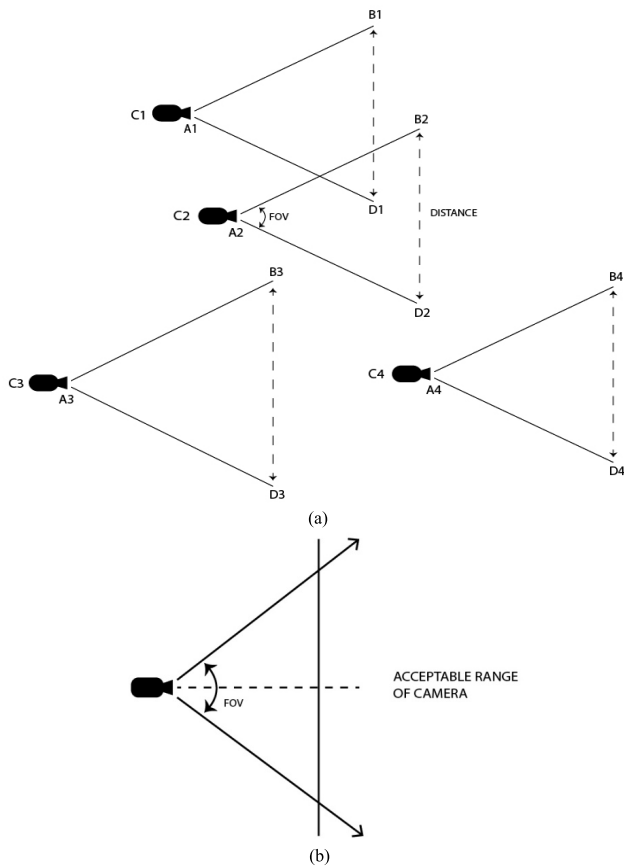 B1
C1
A1
B2
D1
C2
FOV
A2
DISTANCE
B3
B4
D2
C3
A3
C4
A4
D3
D4
(a)
FOV
ACCEPTABLE RANGE
OF CAMERA
(b)